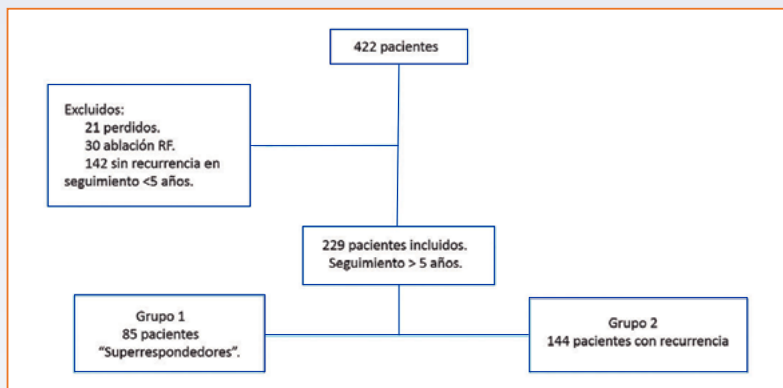 422 pacientes
Excluidos:
21 perdidos.
30 ablación RF.
142 sin recurrencia en
seguimiento <5 años.
229 pacientes incluidos.
Seguimiento > 5 años.
Grupo 1
85 pacientes
“Superrespondedores”.
Grupo 2
144 pacientes con recurrencia